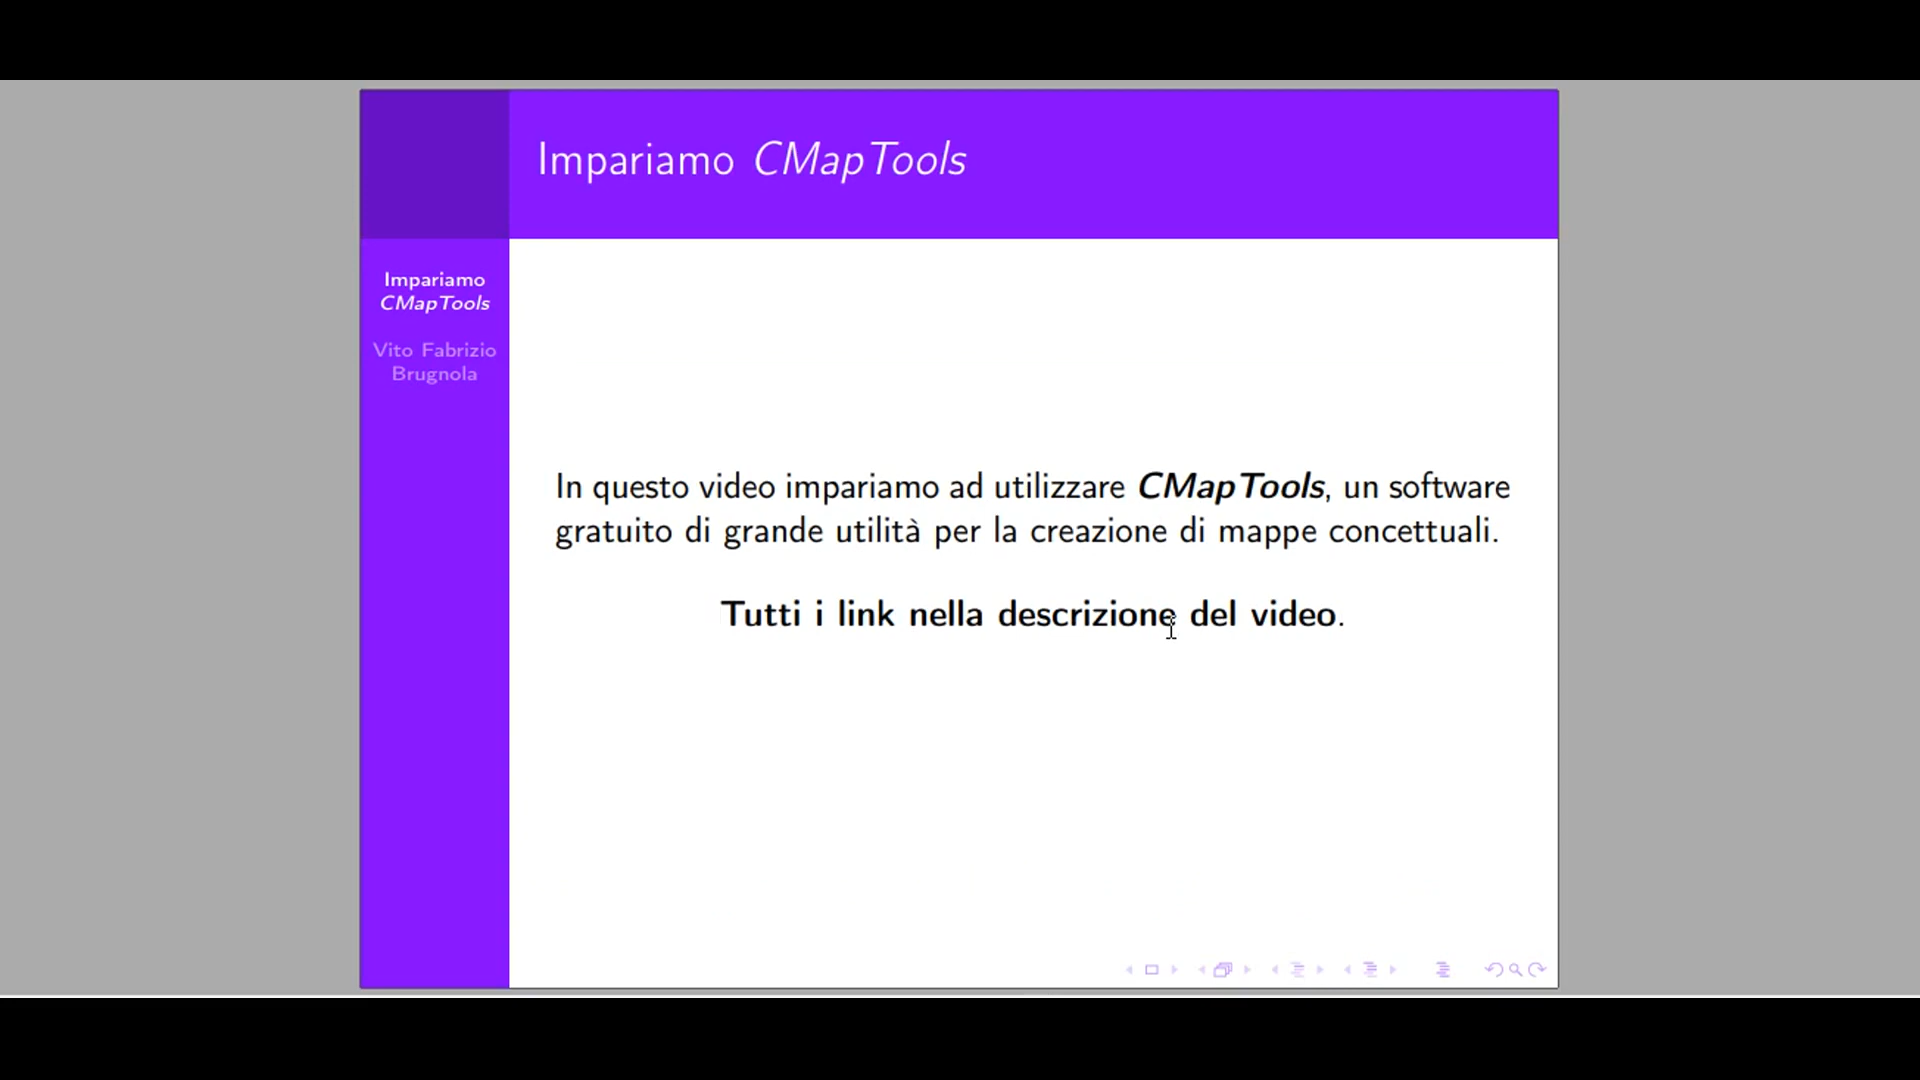 Impariamo CMapTools
Impariamo
CMapTools
Vito Fabrizio
Brugnola
In questo video impariamo ad utilizzare CMapTools, un software
gratuito di grande utilità per la creazione di mappe concettuali.
Tutti i link nella descrizione del video.